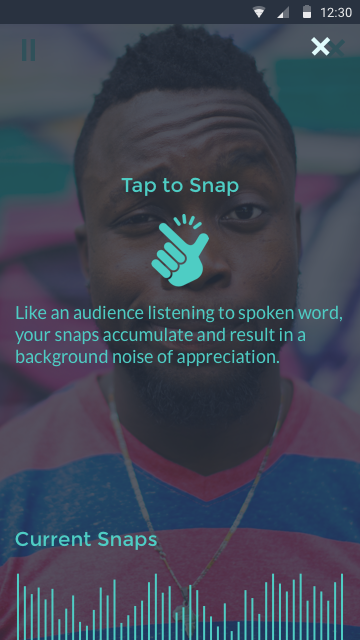 12:30
Tap to Snap
Like an audience listening to spoken word,
your snaps accumulate and result in a
background noise of appreciation.
Current Snaps